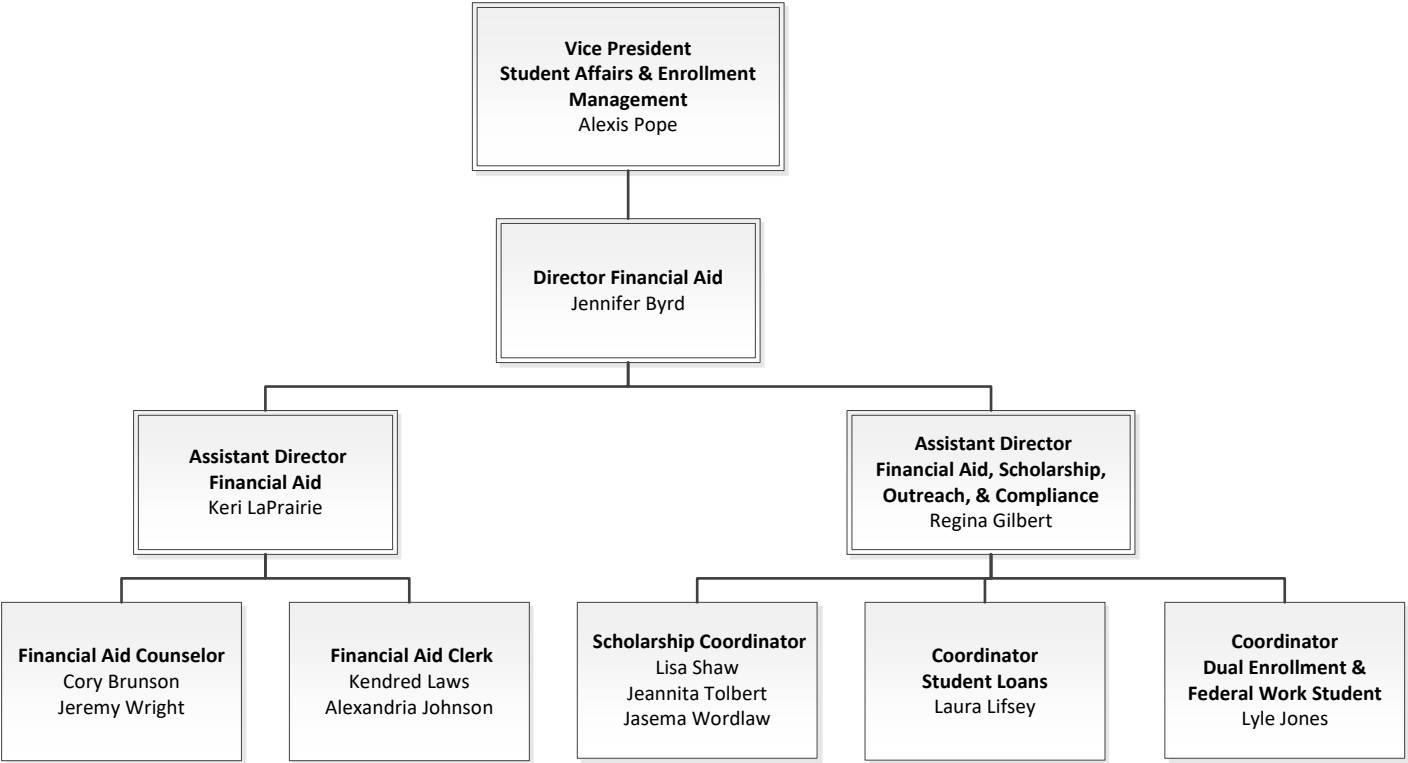 Vice President
Student Affairs & Enrollment
Management
Alexis Pope
Director Financial Aid
Jennifer Byrd
Assistant Director
Financial Aid
Keri LaPrairie
Assistant Director
Financial Aid, Scholarship,
Outreach, & Compliance
Regina Gilbert
Financial Aid Counselor
Cory Brunson
Jeremy Wright
Financial Aid Clerk
Kendred Laws
Alexandria Johnson
Scholarship Coordinator
Lisa Shaw
Jeannita Tolbert
Jasema Wordlaw
Coordinator
Student Loans
Laura Lifsey
Coordinator
Dual Enrollment &
Federal Work Student
Lyle Jones